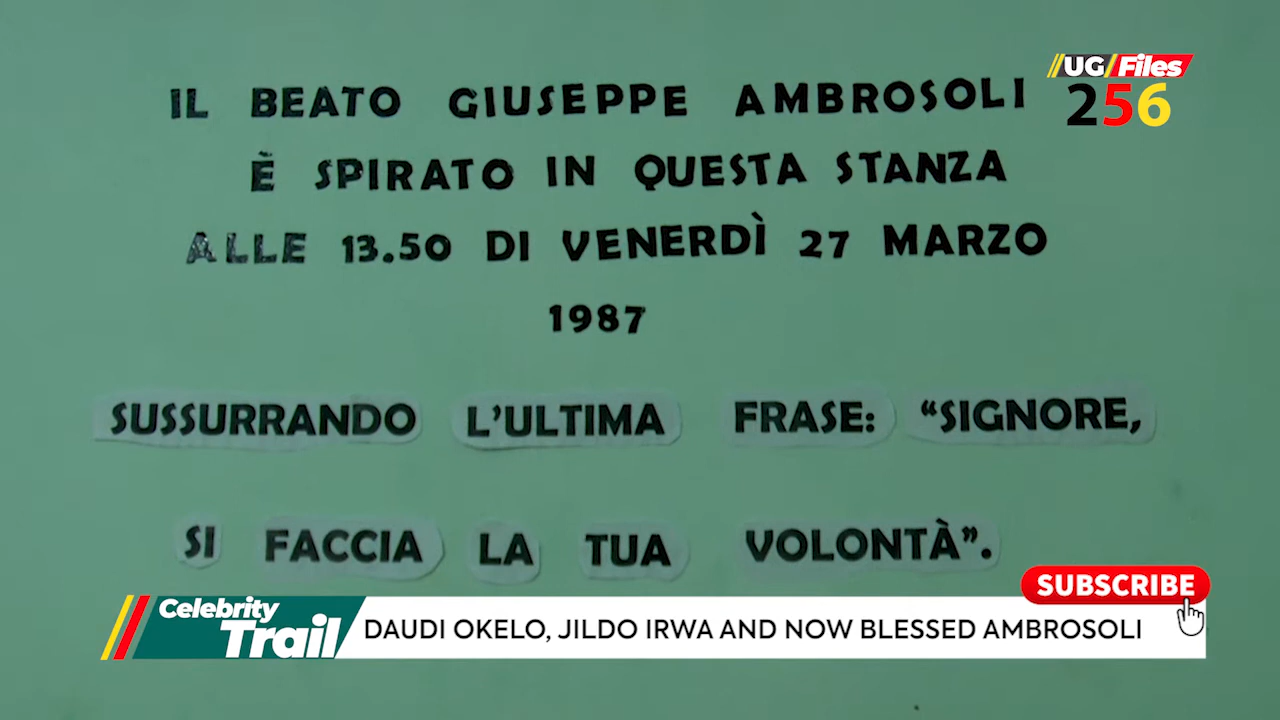 UG Files
256
IL BEATO GIUSEPPE AMBROSOLI
È SPIRATO IN QUESTA STANZA
ALLE 13.50 DI VENERDÌ 27 MARZO
1987
SUSSURRANDO L'ULTIMA FRASE: “SIGNORE,
SI FACCIA LA TUA VOLONTÀ”.
SUBSCRIBE
Celebrity
Trail
DAUDI OKELO, JILDO IRWA AND NOW BLESSED AMBROSOLI